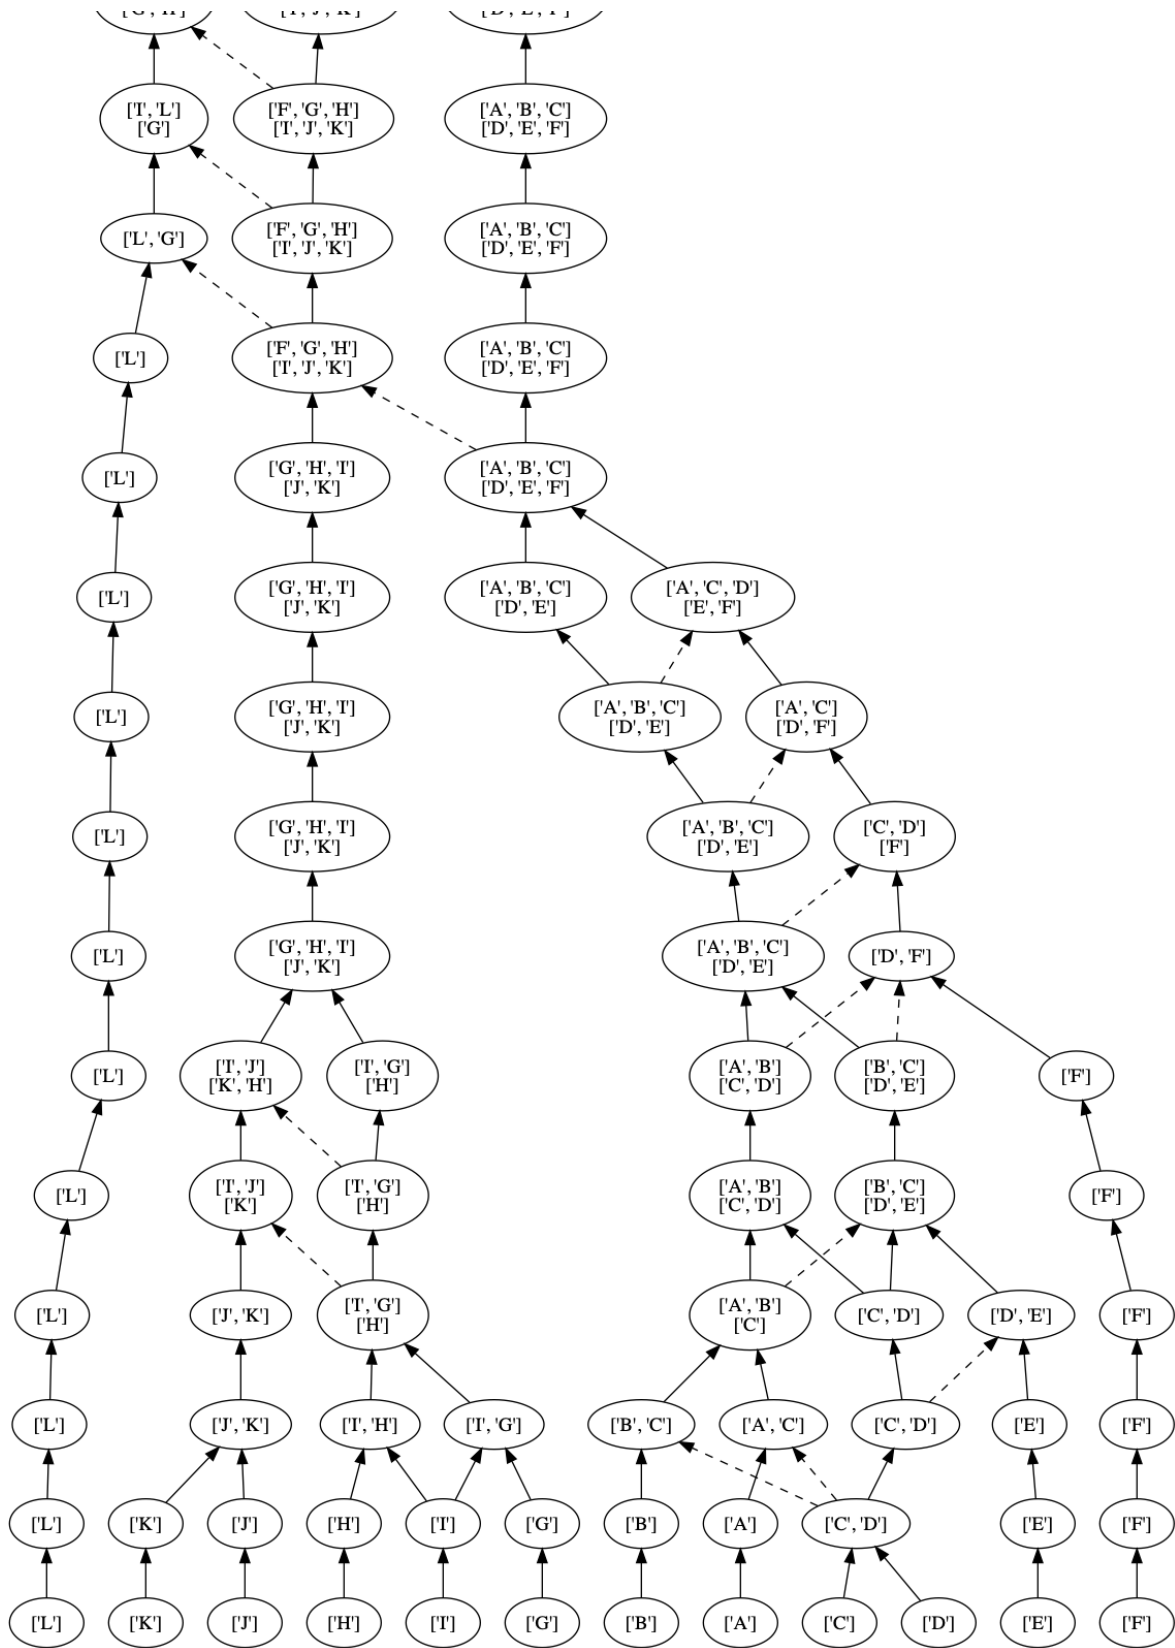 ['I', 'L']
['G']
['F', 'G', 'H']
['I', 'J', 'K']
['A', 'B', 'C']
['D', 'E', 'F']
['L', 'G']
['F', 'G', 'H']
['I', 'J', 'K']
['A', 'B', 'C']
['D', 'E', 'F']
['L']
['F', 'G', 'H']
['I', 'J', 'K']
['A', 'B', 'C']
['D', 'E', 'F']
['L']
['G', 'H', 'I']
['J', 'K']
['A', 'B', 'C']
['D', 'E', 'F']
['L']
['G', 'H', 'I']
['J', 'K']
['A', 'B', 'C']
['D', 'E']
['A', 'C', 'D']
['E', 'F']
['L']
['G', 'H', 'I']
['J', 'K']
['A', 'B', 'C']
['D', 'E']
['A', 'C']
['D', 'F']
['L']
['G', 'H', 'I']
['J', 'K']
['A', 'B', 'C']
['D', 'E']
['C', 'D']
['F']
['L']
['G', 'H', 'I']
['J', 'K']
['A', 'B', 'C']
['D', 'E']
['D', 'F']
['L']
['I', 'J']
['K', 'H']
['I', 'G']
['H']
['A', 'B']
['C', 'D']
['B', 'C']
['D', 'E']
['F']
['L']
['I', 'J']
['K']
['I', 'G']
['H']
['A', 'B']
['C', 'D']
['B', 'C']
['D', 'E']
['F']
['L']
['J', 'K']
['I', 'G']
['H']
['A', 'B']
['C']
['C', 'D']
['D', 'E']
['F']
['L']
['J', 'K']
['I', 'H']
['I', 'G']
['B', 'C']
['A', 'C']
['C', 'D']
['E']
['F']
['L']
['K']
['J']
['H']
['I']
['G']
['B']
['A']
['C', 'D']
['E']
['F']
['L']
['K']
['J']
['H']
['I']
['G']
['B']
['A']
['C']
['D']
['E']
['F']